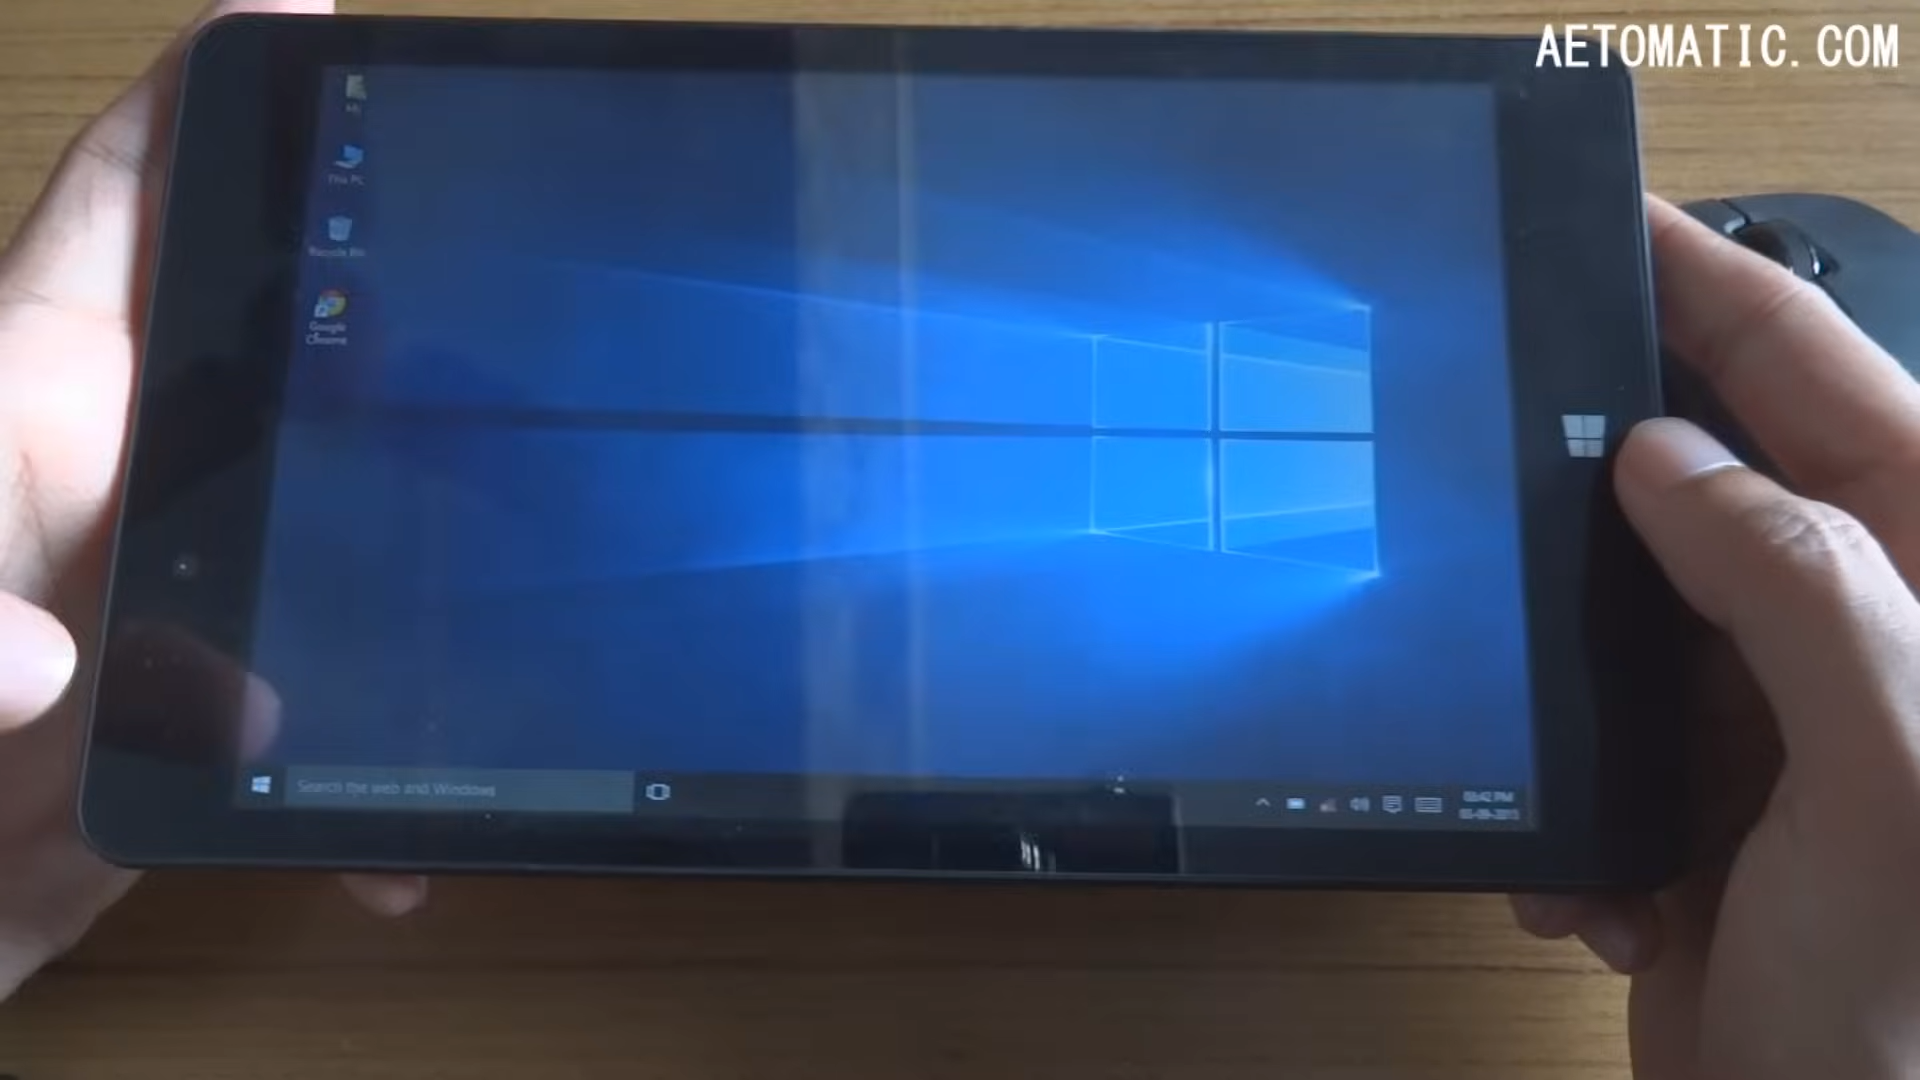 AETOMATIC.COM
This PC
Recycle Bin
Google
Chrome
Search the web and Windows